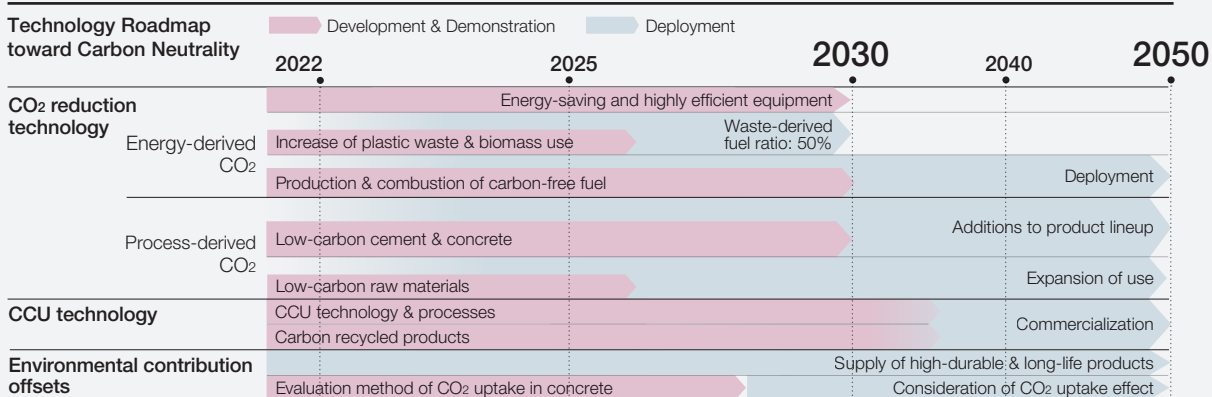 Technology Roadmap
toward Carbon Neutrality
Development & Demonstration
Deployment
2022
2025
2030
2040
2050
CO2 reduction
technology
Energy-derived
CO2
Energy-saving and highly efficient equipment
Increase of plastic waste & biomass use
Waste-derived
fuel ratio: 50%
Production & combustion of carbon-free fuel
Deployment
Process-derived
CO2
Low-carbon cement & concrete
Additions to product lineup
Low-carbon raw materials
Expansion of use
CCU technology
CCU technology & processes
Carbon recycled products
Commercialization
Environmental contribution
offsets
Supply of high-durable & long-life products
Evaluation method of CO2 uptake in concrete
Consideration of CO2 uptake effect